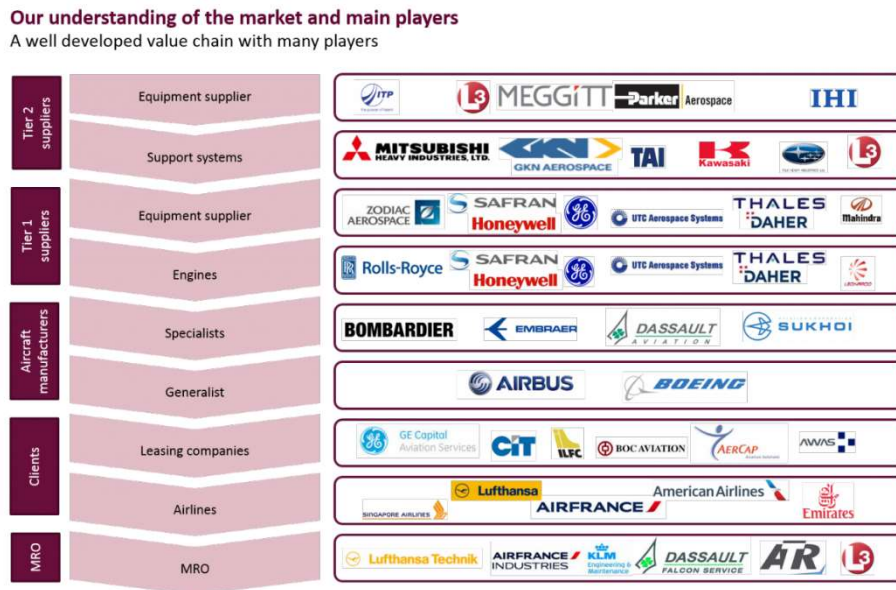 Our understanding of the market and main players
A well developed value chain with many players
Tier 2
suppliers
Equipment supplier
ITP
L3
MEGGITT
Parker Aerospace
IHI
Support systems
MITSUBISHI
HEAVY INDUSTRIES, LTD.
GKN AEROSPACE
TAI
Kawasaki
SUBARU
L3
Tier 1
suppliers
Equipment supplier
ZODIAC
AEROSPACE
SAFRAN
Honeywell
GE
UTC Aerospace Systems
THALES
DAHER
Mahindra
Engines
Rolls-Royce
SAFRAN
Honeywell
GE
UTC Aerospace Systems
THALES
DAHER
LEONARDO
Aircraft
manufacturers
Specialists
BOMBARDIER
EMBRAER
DASSAULT
AVIATION
SUKHOI
Generalist
AIRBUS
BOEING
Clients
Leasing companies
GE Capital
Aviation Services
CIT
ILFC
BOC AVIATION
AERCAP
AWAS
Airlines
SINGAPORE AIRLINES
Lufthansa
AIRFRANCE
American Airlines
Emirates
MRO
MRO
Lufthansa Technik
AIRFRANCE
INDUSTRIES
KLM
Engineering &
Maintenance
DASSAULT
FALCON SERVICE
ATR
L3